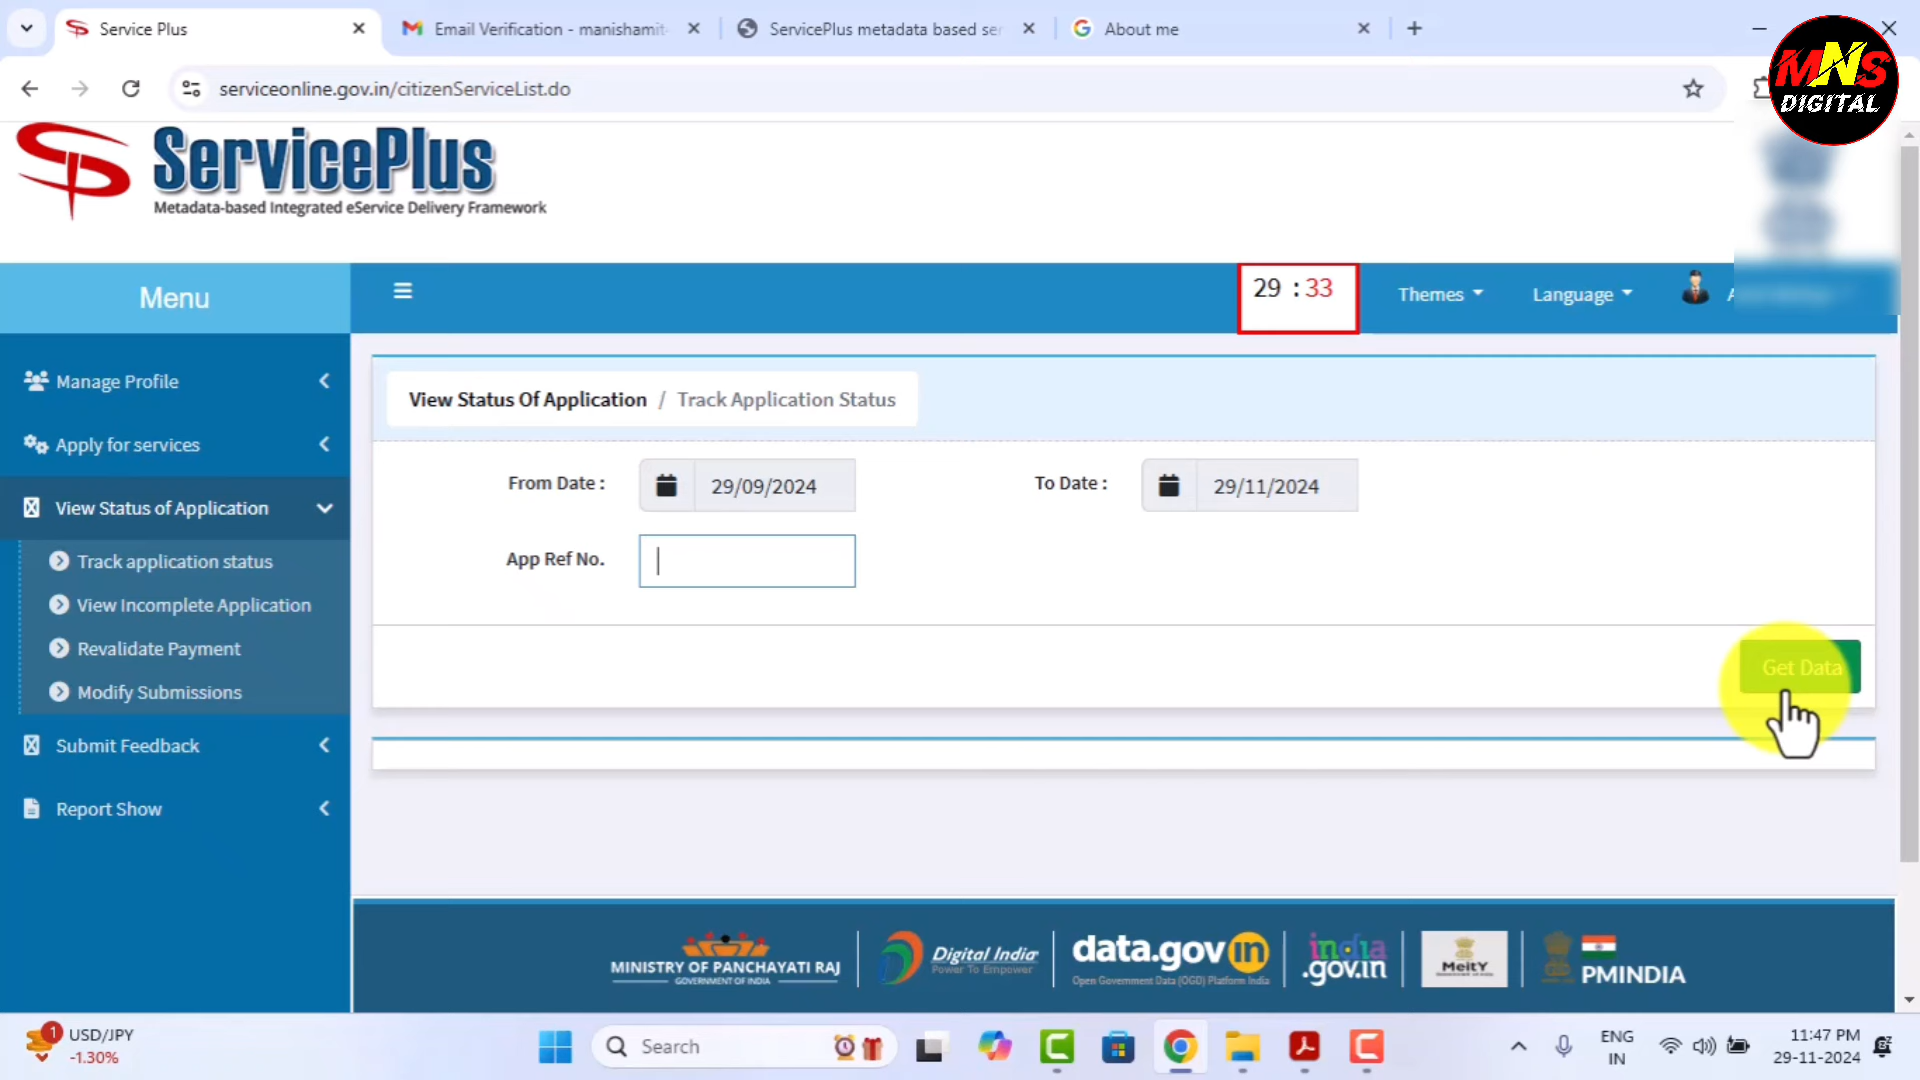 Service Plus
Email Verification - manishamit
ServicePlus metadata based ser
About me
serviceonline.gov.in/citizenServiceList.do
MNS
DIGITAL
ServicePlus
Metadata-based Integrated eService Delivery Framework
Menu
29 : 33
Themes
Language
Manage Profile
Apply for services
View Status of Application
Track application status
View Incomplete Application
Revalidate Payment
Modify Submissions
Submit Feedback
Report Show
View Status Of Application / Track Application Status
From Date : 29/09/2024
To Date : 29/11/2024
App Ref No.
Get Data
MINISTRY OF PANCHAYATI RAJ
GOVERNMENT OF INDIA
Digital India
Power To Empower
data.gov in
Open Government Data (OGD) Platform India
india
.gov.in
MeitY
PMINDIA
1
USD/JPY
-1.30%
Search
ENG
IN
11:47 PM
29-11-2024